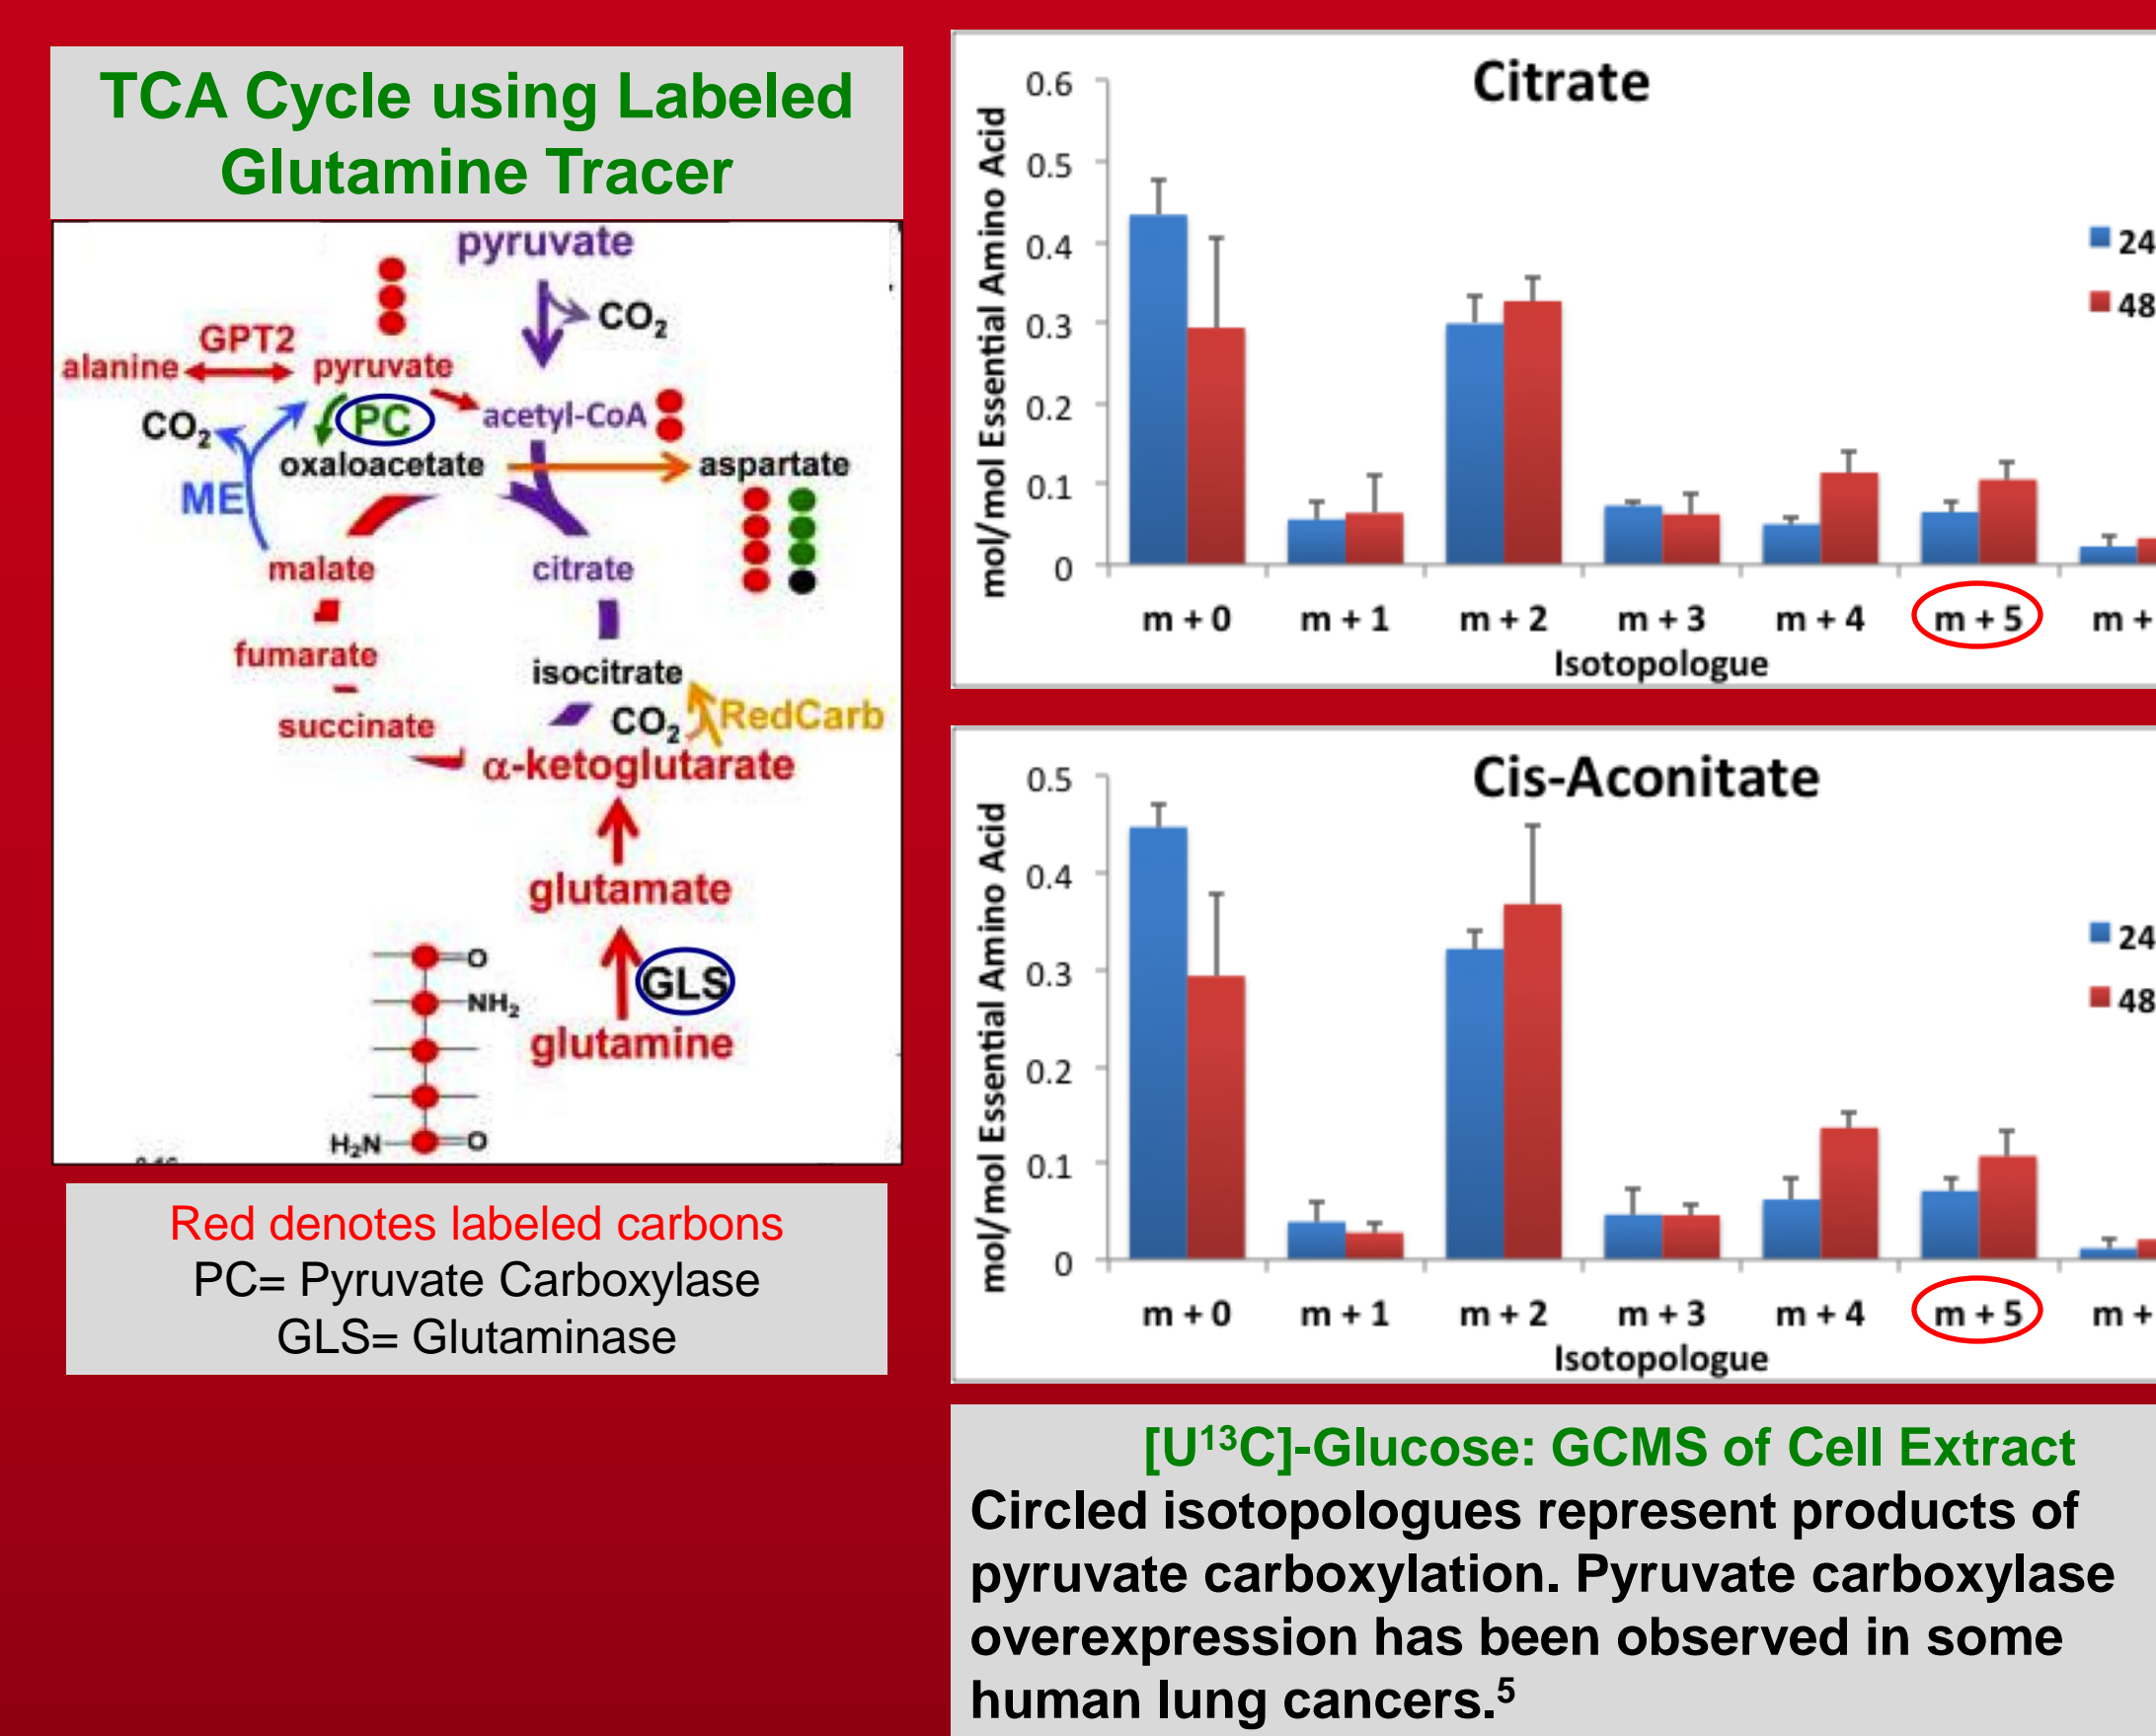 TCA Cycle using Labeled
Glutamine Tracer
pyruvate
CO2
GPT2
alanine
pyruvate
PC
acetyl-CoA
CO2
oxaloacetate
aspartate
ME
malate
citrate
fumarate
isocitrate
CO2
RedCarb
succinate
α-ketoglutarate
glutamate
O
NH2
GLS
glutamine
H2N
O
Red denotes labeled carbons
PC= Pyruvate Carboxylase
GLS= Glutaminase
Citrate
mol/mol Essential Amino Acid
0.6
0.5
0.4
0.3
0.2
0.1
0
24
48
m + 0 m + 1 m + 2 m + 3 m + 4 m + 5 m +
Isotopologue
Cis-Aconitate
mol/mol Essential Amino Acid
0.5
0.4
0.3
0.2
0.1
0
24
48
m + 0 m + 1 m + 2 m + 3 m + 4 m + 5 m +
Isotopologue
[U13C]-Glucose: GCMS of Cell Extract
Circled isotopologues represent products of
pyruvate carboxylation. Pyruvate carboxylase
overexpression has been observed in some
human lung cancers.5